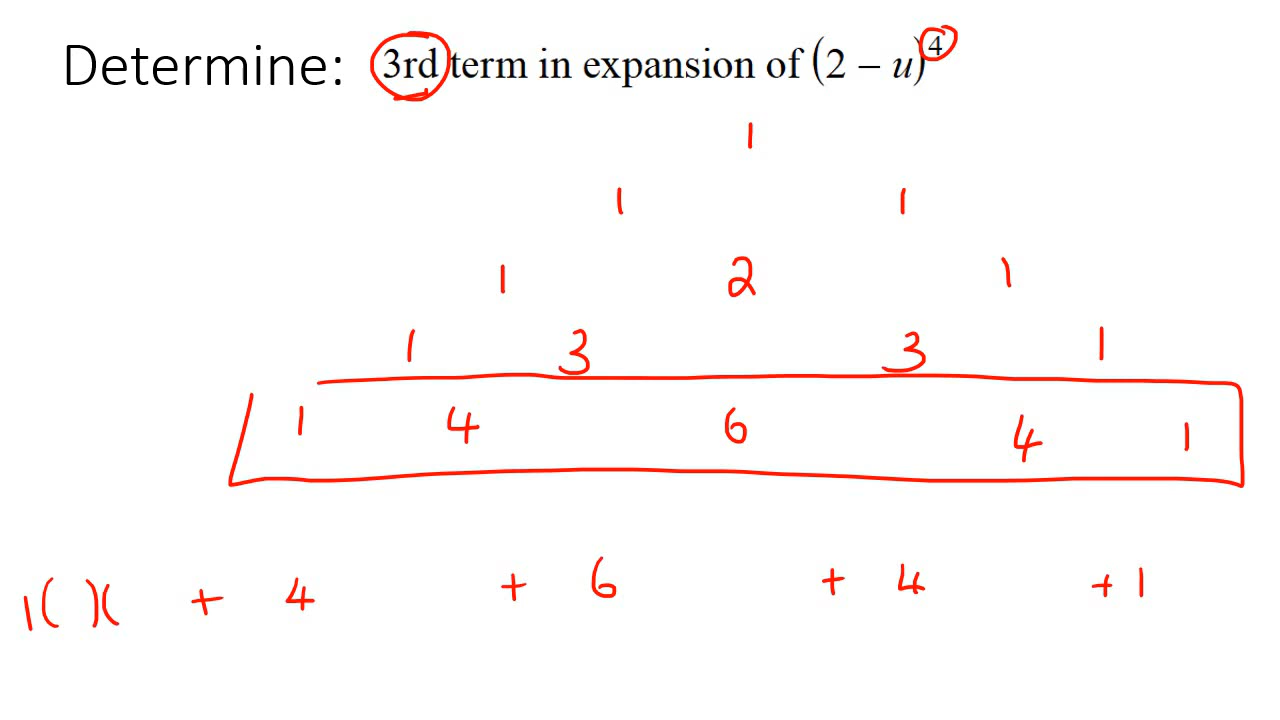 Determine: 3rd term in expansion of (2 − u)⁴
1
1 1
1 2 1
1 3 3 1
1 4 6 4 1
1( )( + 4 + 6 + 4 + 1